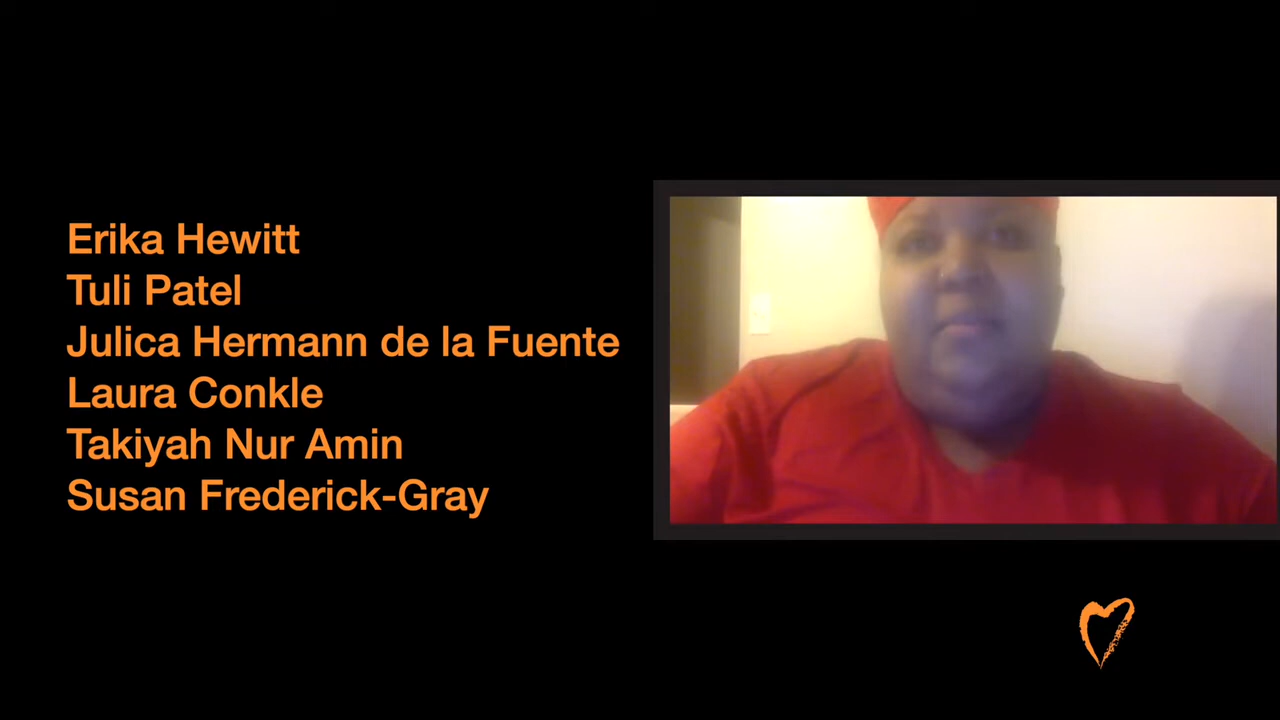 Erika Hewitt
Tuli Patel
Julica Hermann de la Fuente
Laura Conkle
Takiyah Nur Amin
Susan Frederick-Gray